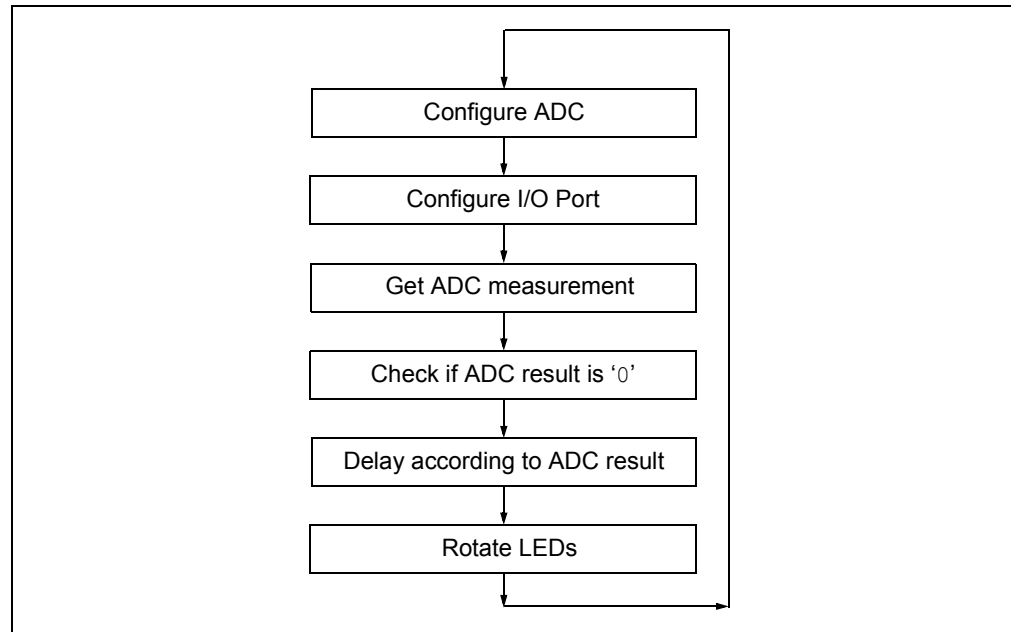 Configure ADC
Configure I/O Port
Get ADC measurement
Check if ADC result is ‘0’
Delay according to ADC result
Rotate LEDs